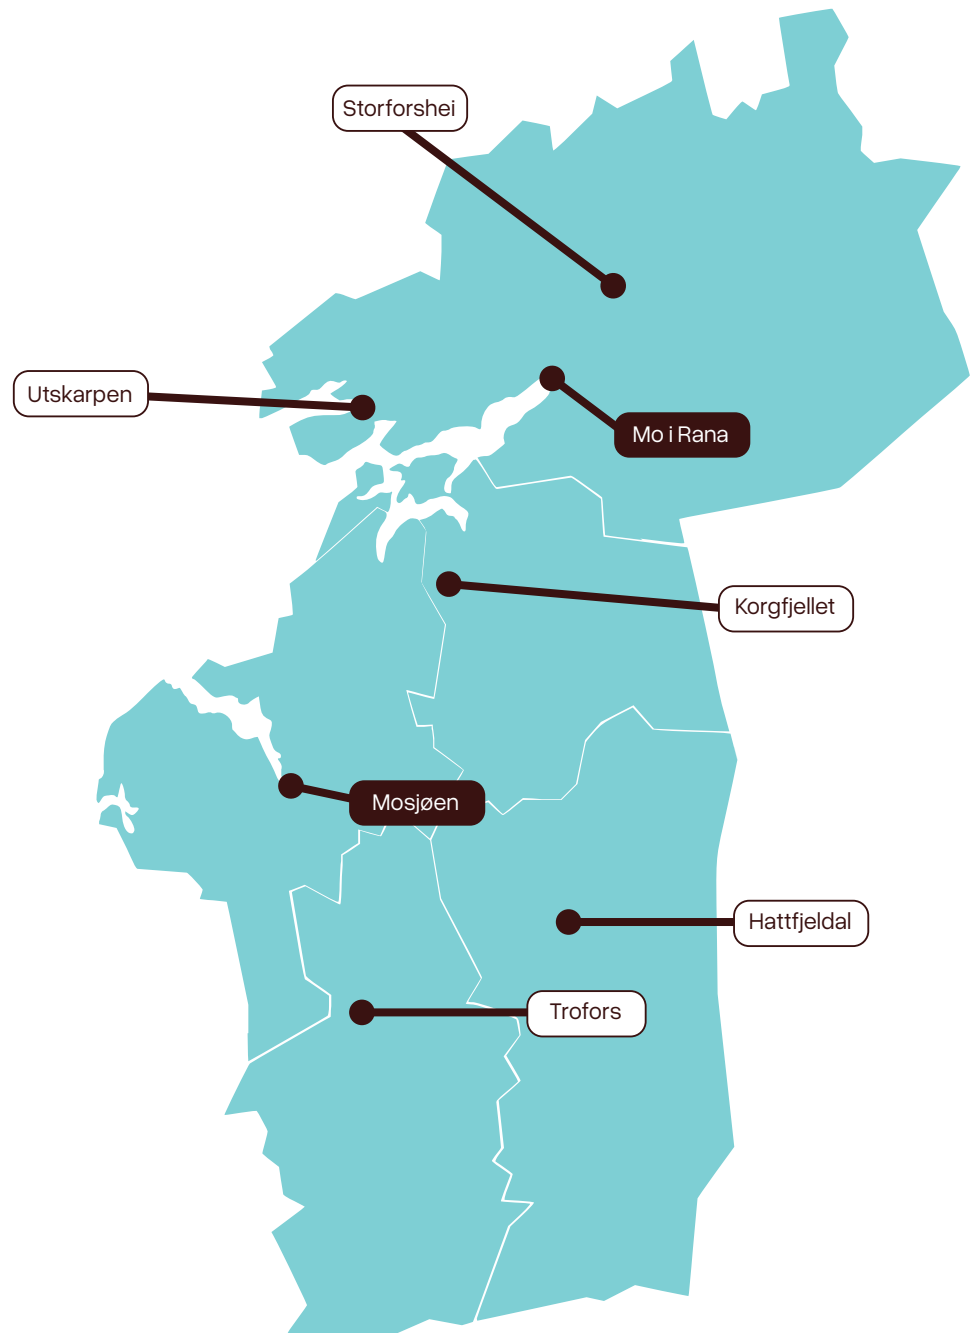 Storforshei
Utskarpen
Mo i Rana
Korgfjellet
Mosjøen
Hattfjeldal
Trofors